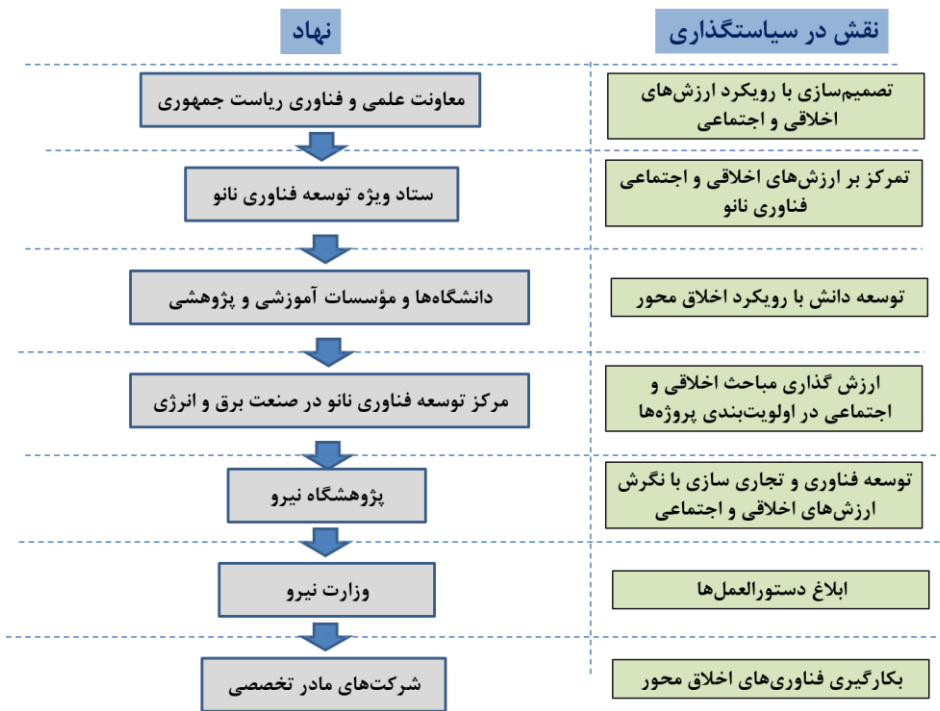 نقش در سیاستگذاری
نهاد
تصمیم‌سازی با رویکرد ارزش‌های
اخلاقی و اجتماعی
معاونت علمی و فناوری ریاست جمهوری
تمرکز بر ارزش‌های اخلاقی و اجتماعی
فناوری نانو
ستاد ویژه توسعه فناوری نانو
توسعه دانش با رویکرد اخلاق محور
دانشگاه‌ها و مؤسسات آموزشی و پژوهشی
ارزش گذاری مباحث اخلاقی و
اجتماعی در اولویت‌بندی پروژه‌ها
مرکز توسعه فناوری نانو در صنعت برق و انرژی
توسعه فناوری و تجاری سازی با نگرش
ارزش‌های اخلاقی و اجتماعی
پژوهشگاه نیرو
ابلاغ دستورالعمل‌ها
وزارت نیرو
بکارگیری فناوری‌های اخلاق محور
شرکت‌های مادر تخصصی